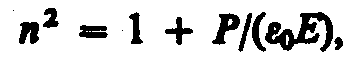 n² = 1 + P/(ε₀E),